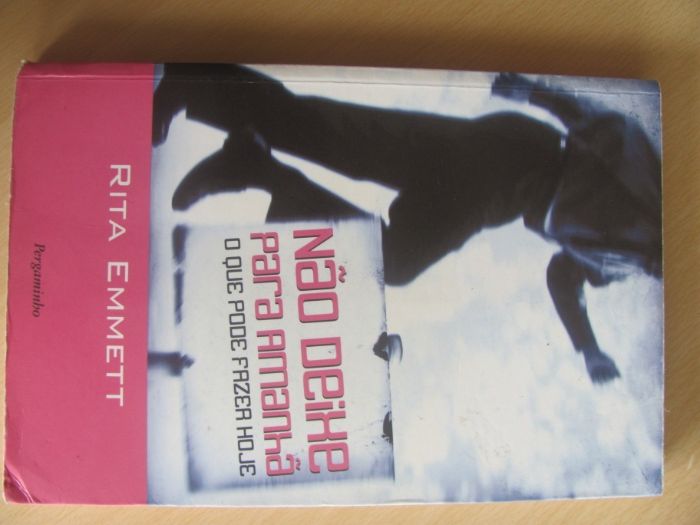 NÃO DEIXE
PARA AMANHÃ
O QUE PODE FAZER HOJE
RITA EMMETT
Pergaminho